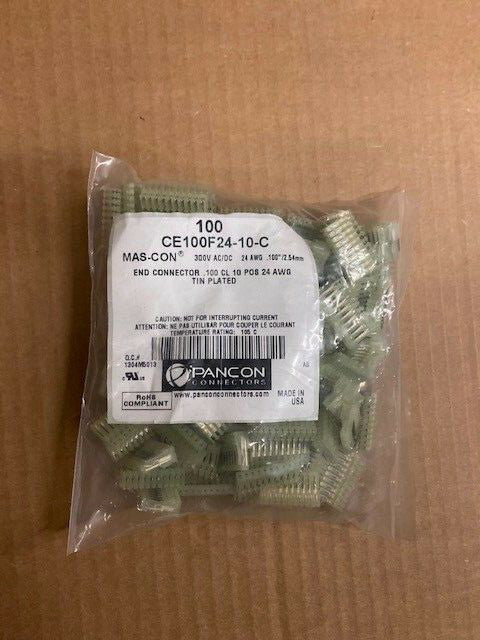 100
CE100F24-10-C
MAS-CON® 300V AC/DC 24 AWG .100"/2.54mm
END CONNECTOR .100 CL 10 POS 24 AWG
TIN PLATED
CAUTION: NOT FOR INTERRUPTING CURRENT
ATTENTION: NE PAS UTILISAR POUR COUPER LE COURANT
TEMPERATURE RATING: 105 C
Q.C.#
1304M5013
PANCON
CONNECTORS
www.panconconnectors.com
RoHS
COMPLIANT
MADE IN
USA